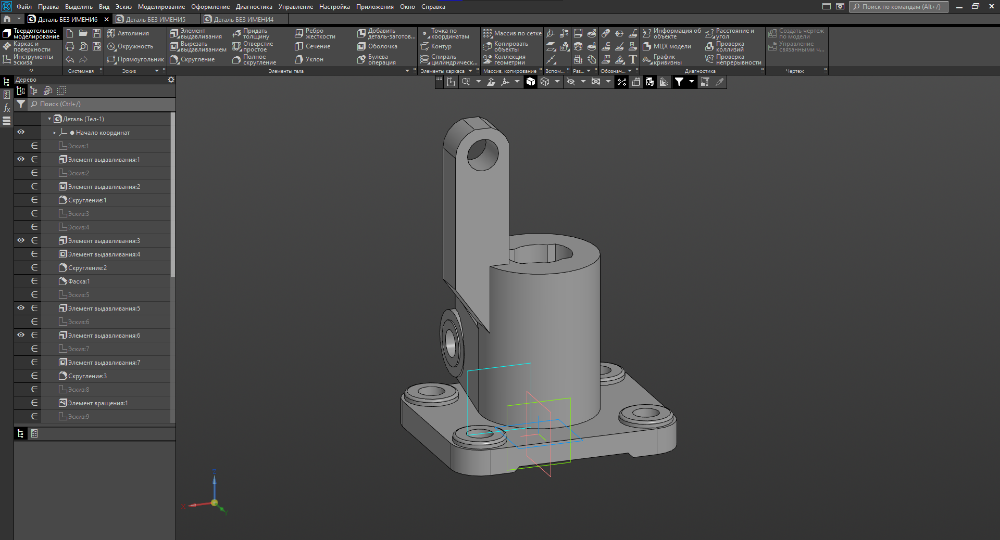 Файл Правка Выделить Вид Эскиз Моделирование Оформление Диагностика Управление Настройка Приложения Окно Справка
Поиск по командам (Alt+/)
Деталь БЕЗ ИМЕНИ6
Деталь БЕЗ ИМЕНИ5
Деталь БЕЗ ИМЕНИ4
Твердотельное моделирование
Каркас и поверхности
Инструменты эскиза
Системная
Автолиния
Окружность
Прямоугольник
Эскиз
Элемент выдавливания
Вырезать выдавливанием
Скругление
Придать толщину
Отверстие простое
Полное скругление
Ребро жесткости
Сечение
Уклон
Добавить деталь-заготов...
Оболочка
Булева операция
Элементы тела
Точка по координатам
Контур
Спираль цилиндрическ...
Элементы каркаса
Массив по сетке
Копировать объекты
Коллекция геометрии
Массив, копирование
Вспом...
Раз...
Обознач...
Информация об объекте
МЦХ модели
График кривизны
Расстояние и угол
Проверка коллизий
Проверка непрерывности
Диагностика
Создать чертеж по модели
Управление связанными ч...
Чертеж
Дерево
Поиск (Ctrl+/)
Деталь (Тел-1)
Начало координат
Эскиз:1
Элемент выдавливания:1
Эскиз:2
Элемент выдавливания:2
Скругление:1
Эскиз:3
Эскиз:4
Элемент выдавливания:3
Элемент выдавливания:4
Скругление:2
Фаска:1
Эскиз:5
Элемент выдавливания:5
Эскиз:6
Элемент выдавливания:6
Эскиз:7
Элемент выдавливания:7
Скругление:3
Эскиз:8
Элемент вращения:1
Эскиз:9
Z
X
Y